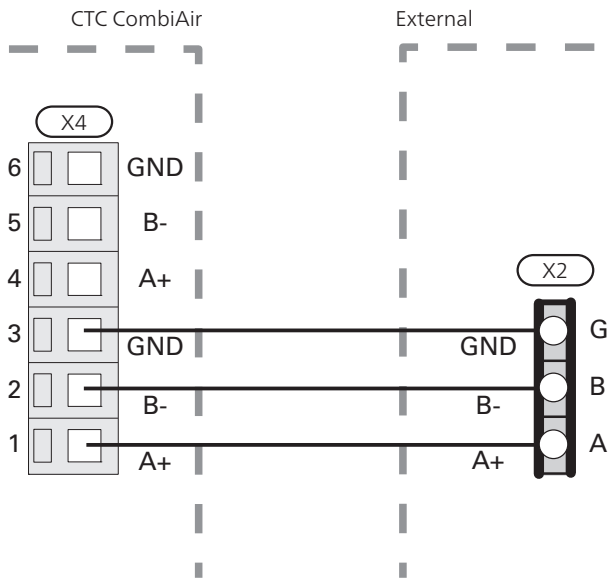 CTC CombiAir
External
X4
6 GND
5 B-
4 A+
X2
3 GND GND G
2 B- B- B
1 A+ A+ A